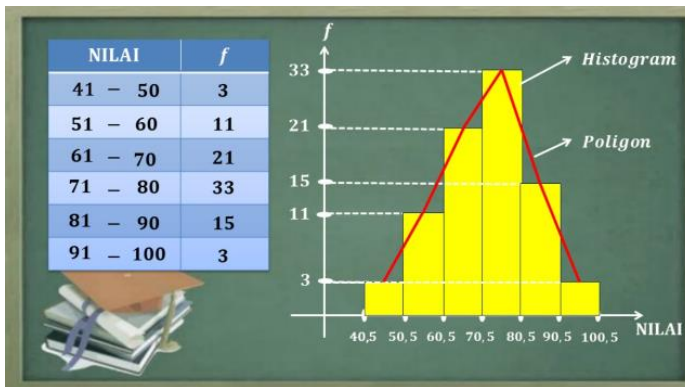 NILAI f
41 – 50 3
51 – 60 11
61 – 70 21
71 – 80 33
81 – 90 15
91 – 100 3
f
33
21
15
11
3
Histogram
Poligon
40,5 50,5 60,5 70,5 80,5 90,5 100,5
NILAI